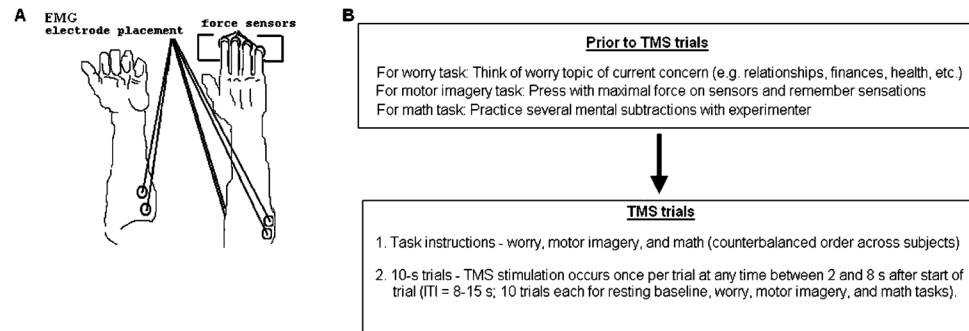 A
EMG
electrode placement
force sensors
B
Prior to TMS trials
For worry task: Think of worry topic of current concern (e.g. relationships, finances, health, etc.)
For motor imagery task: Press with maximal force on sensors and remember sensations
For math task: Practice several mental subtractions with experimenter
TMS trials
1. Task instructions - worry, motor imagery, and math (counterbalanced order across subjects)
2. 10-s trials - TMS stimulation occurs once per trial at any time between 2 and 8 s after start of
trial (ITI = 8-15 s; 10 trials each for resting baseline, worry, motor imagery, and math tasks).